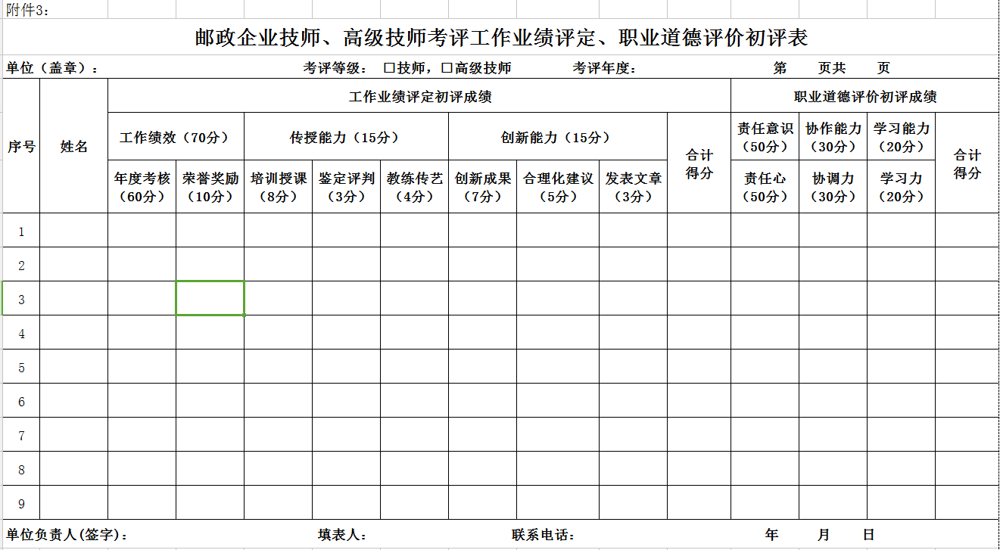 附件3：
邮政企业技师、高级技师考评工作业绩评定、职业道德评价初评表
单位（盖章）： 考评等级： □技师，□高级技师 考评年度： 第 页共 页
序号 姓名 工作业绩评定初评成绩 职业道德评价初评成绩
工作绩效（70分） 传授能力（15分） 创新能力（15分） 合计得分 责任意识（50分） 协作能力（30分） 学习能力（20分） 合计得分
年度考核（60分） 荣誉奖励（10分） 培训授课（8分） 鉴定评判（3分） 教练传艺（4分） 创新成果（7分） 合理化建议（5分） 发表文章（3分） 责任心（50分） 协调力（30分） 学习力（20分）
1
2
3
4
5
6
7
8
9
单位负责人(签字)： 填表人： 联系电话： 年 月 日